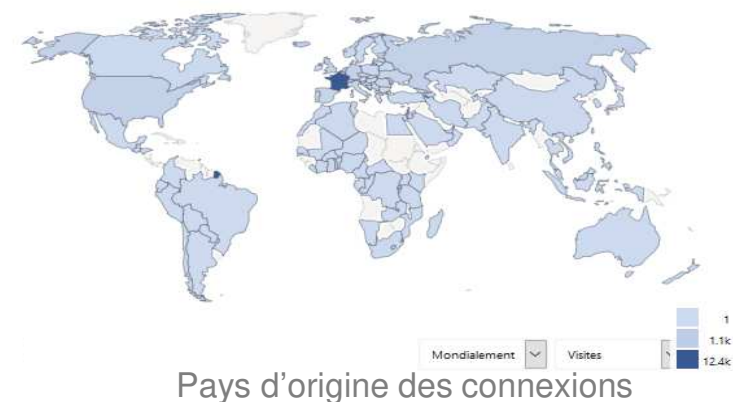 1
1.1k
Mondialement Visites 12.4k
Pays d'origine des connexions